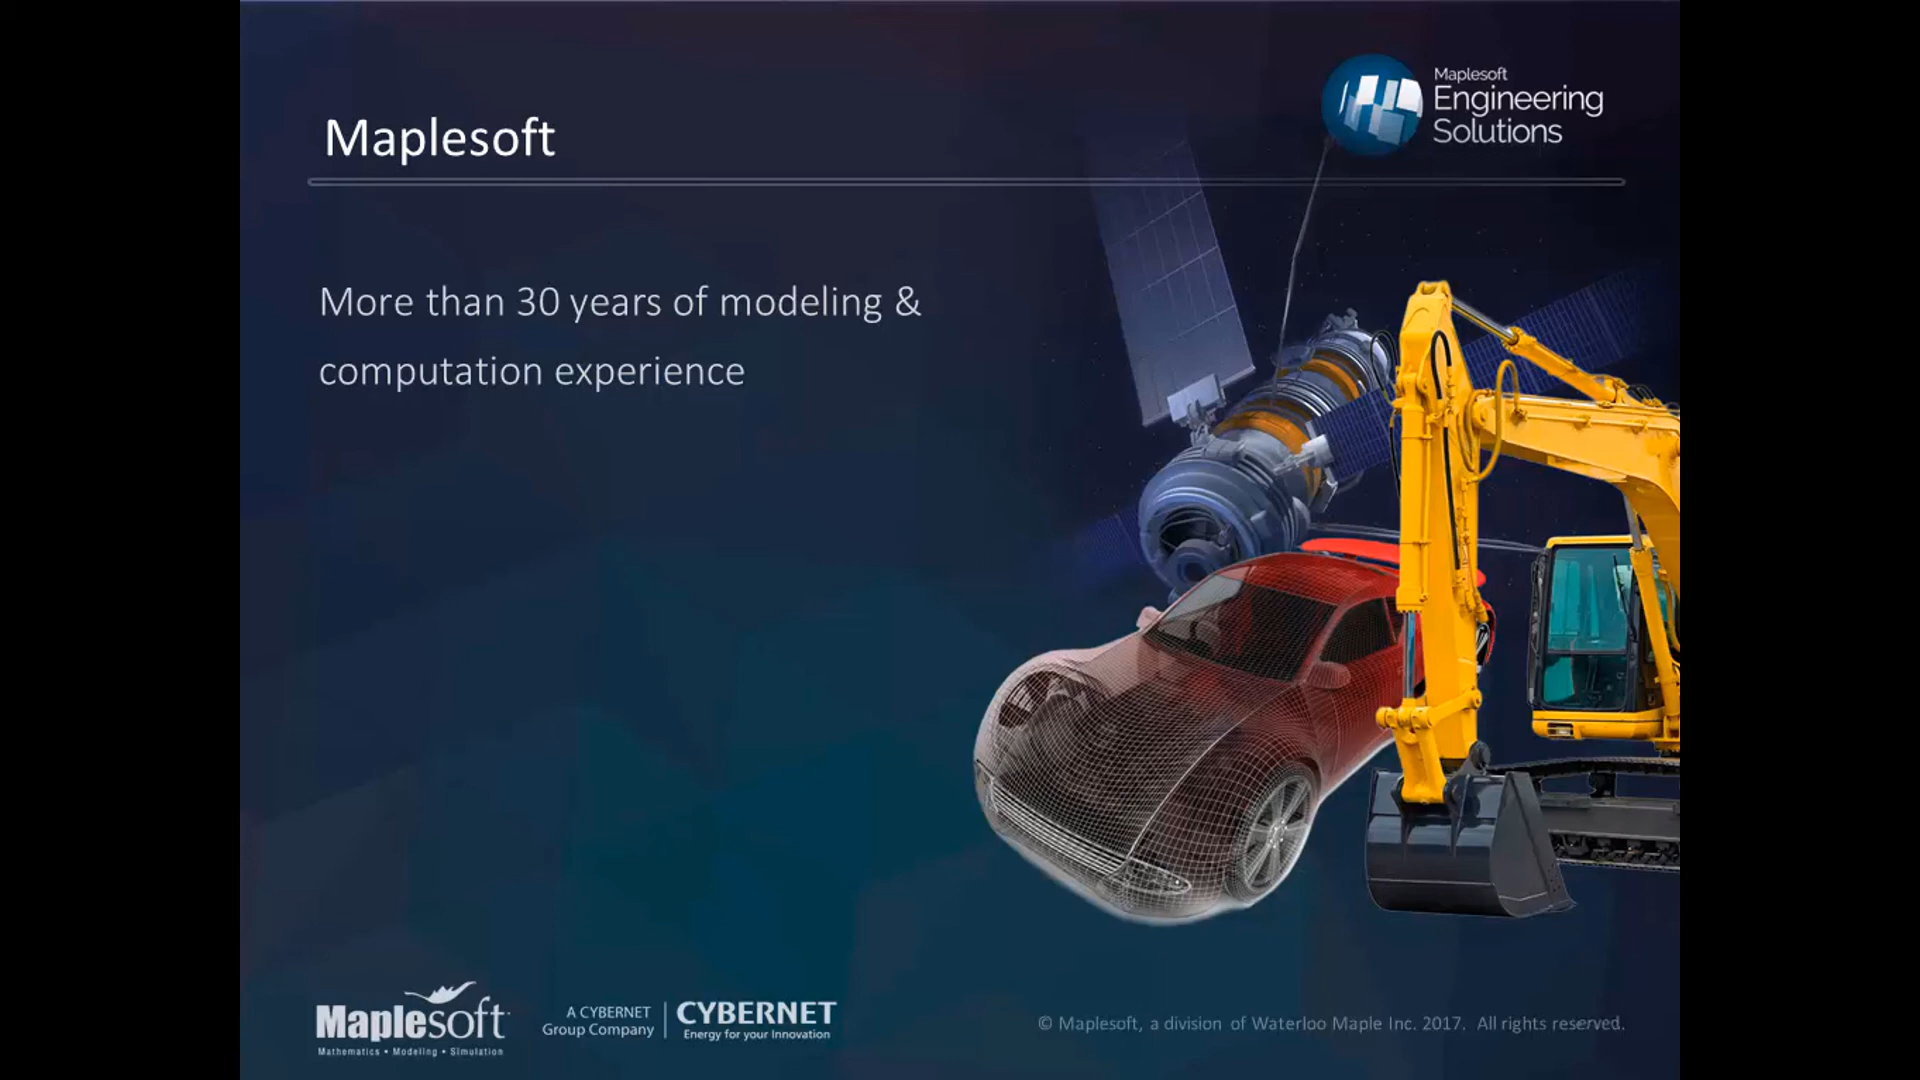 Maplesoft
Engineering
Solutions
Maplesoft
More than 30 years of modeling &
computation experience
Maplesoft
Mathematics • Modeling • Simulation
A CYBERNET
Group Company
CYBERNET
Energy for your Innovation
© Maplesoft, a division of Waterloo Maple Inc. 2017. All rights reserved.